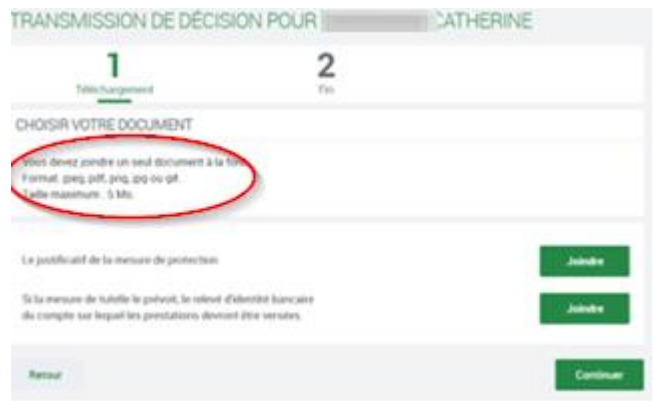 TRANSMISSION DE DÉCISION POUR CATHERINE
1
2
Téléchargement
Fin
CHOISIR VOTRE DOCUMENT
Vous devez joindre un seul document à la fois.
Format jpeg, pdf, png, jpg ou gif.
Taille maximum : 5 Mo.
Le justificatif de la mesure de protection
Joindre
Si la mesure de tutelle le prévoit, le relevé d'identité bancaire
du compte sur lequel les prestations devront être versées.
Joindre
Retour
Continuer